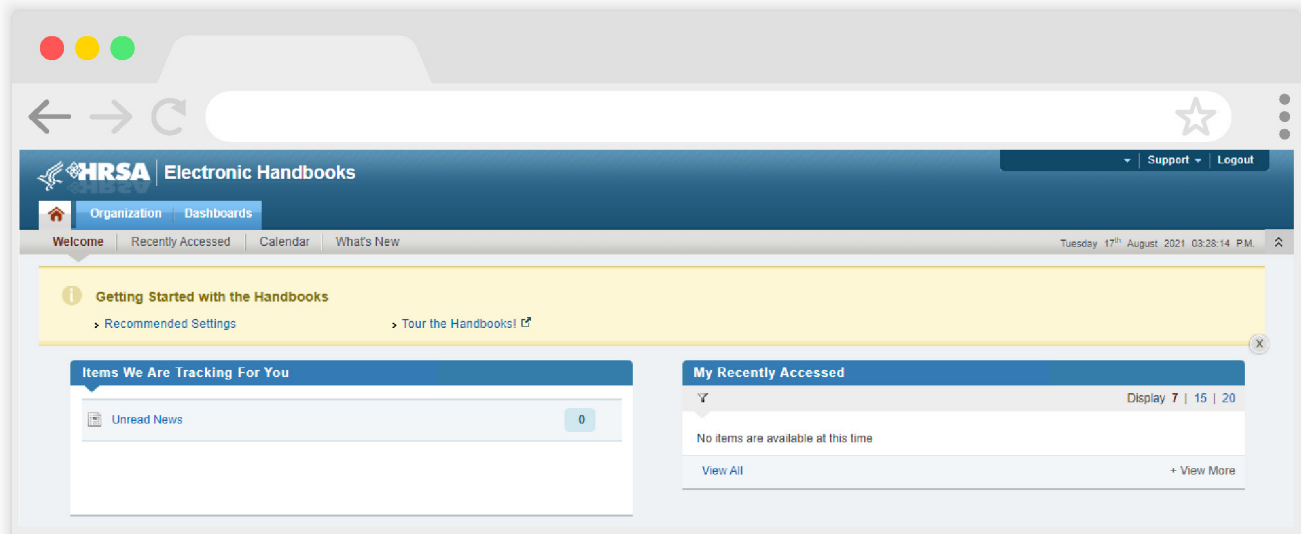 HRSA Electronic Handbooks
Support Logout
Organization Dashboards
Welcome Recently Accessed Calendar What's New
Tuesday 17th August 2021 03:28:14 P.M.
Getting Started with the Handbooks
Recommended Settings Tour the Handbooks!
X
Items We Are Tracking For You
Unread News 0
My Recently Accessed
Display 7 | 15 | 20
No items are available at this time
View All + View More